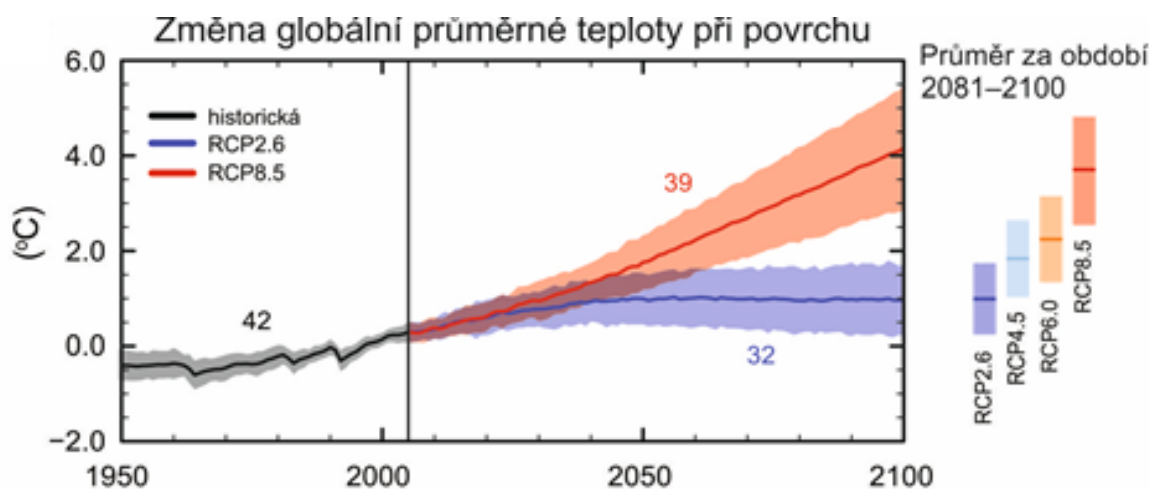 Změna globální průměrné teploty při povrchu
6.0
4.0
2.0
0.0
−2.0
(°C)
historická
RCP2.6
RCP8.5
42
39
32
1950
2000
2050
2100
Průměr za období
2081–2100
RCP2.6
RCP4.5
RCP6.0
RCP8.5